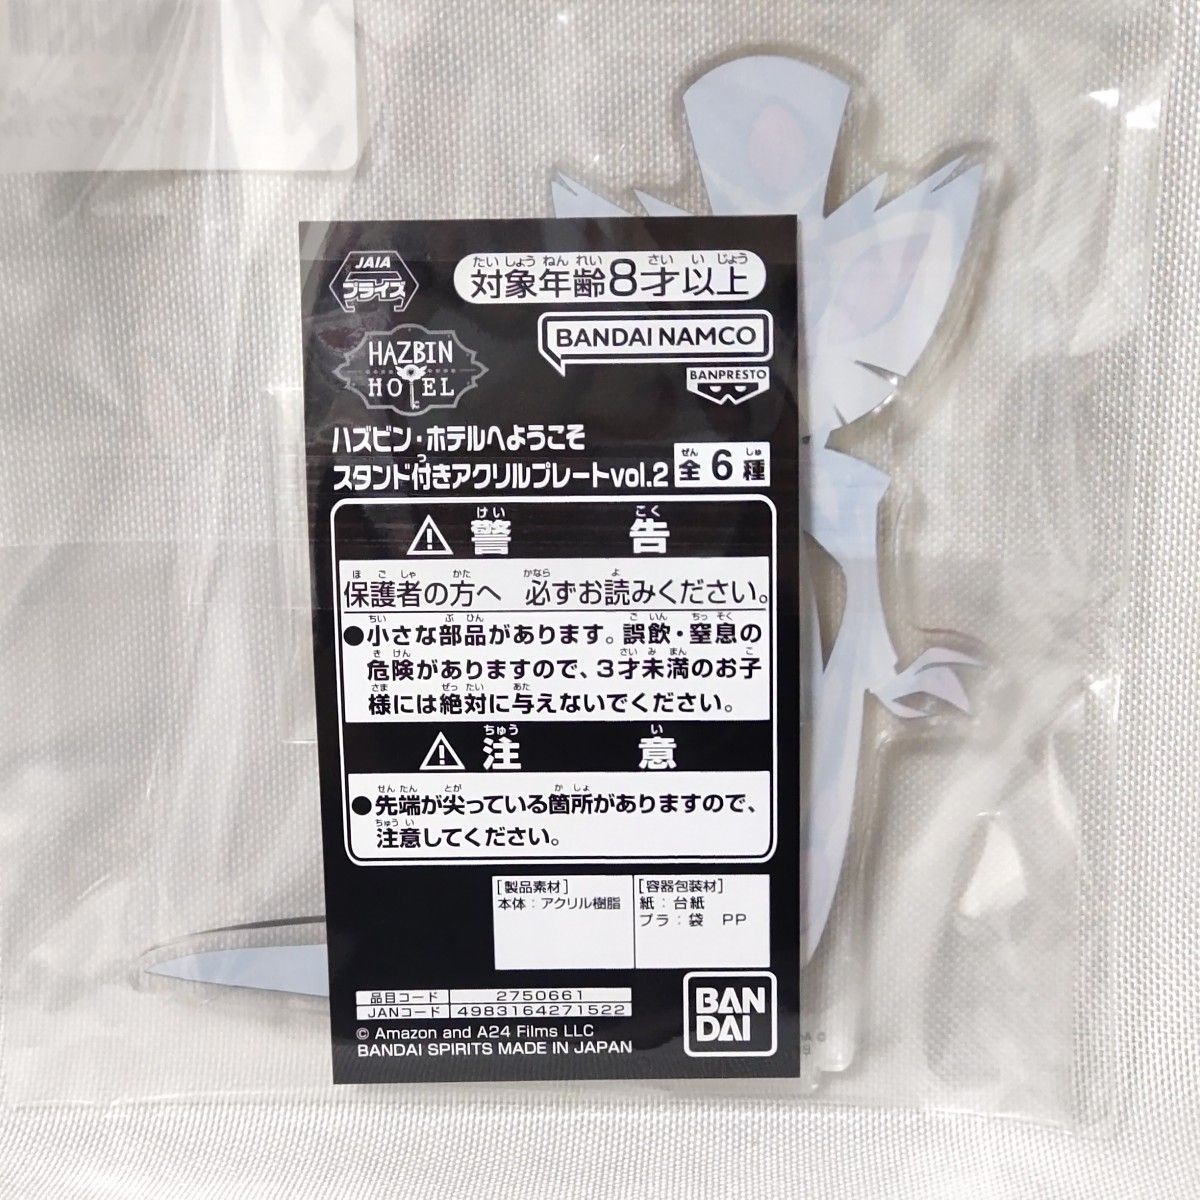 JAIA
プライズ
たいしょうねんれい さいいじょう
対象年齢8才以上
BANDAI NAMCO
BANPRESTO
HAZBIN
HOTEL
ハズビン・ホテルへようこそ
つ
スタンド付きアクリルプレートvol.2
ぜん しゅ
全6種
けい こく
⚠警告
ほごしゃ かた かなら よ
保護者の方へ 必ずお読みください。
ちい ぶひん ごいん ちっそく
●小さな部品があります。誤飲・窒息の
きけん さいみまん こ
危険がありますので、3才未満のお子
さま ぜったい あた
様には絶対に与えないでください。
ちゅう い
⚠注意
せんたん とが かしょ
●先端が尖っている箇所がありますので、
ちゅうい
注意してください。
[製品素材]
本体：アクリル樹脂
[容器包装材]
紙：台紙
プラ：袋 PP
品目コード 2750661
JANコード 4983164271522
© Amazon and A24 Films LLC
BANDAI SPIRITS MADE IN JAPAN
BAN
DAI